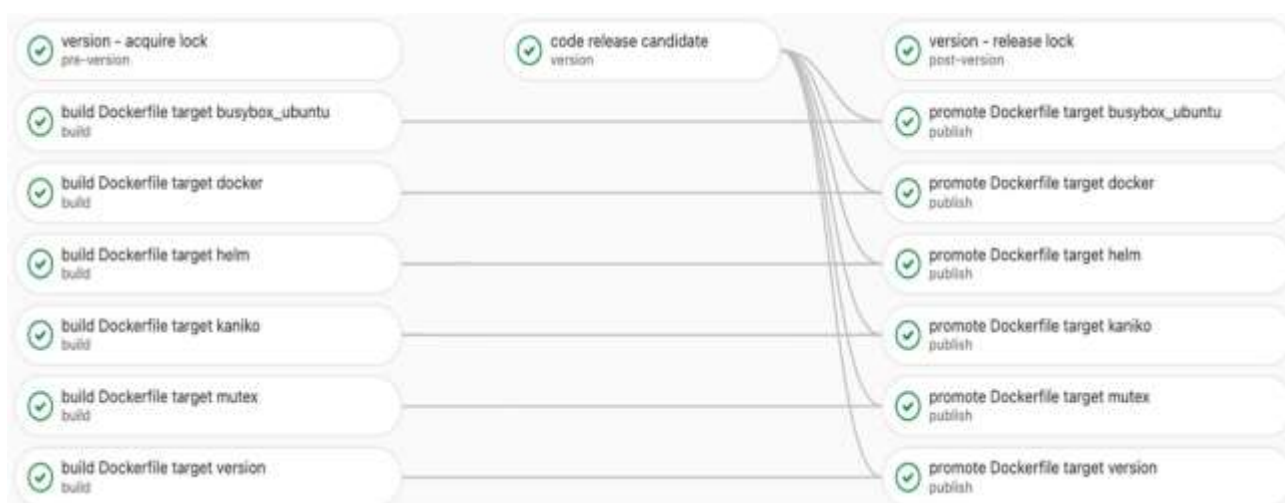 version - acquire lock
pre-version
build Dockerfile target busybox_ubuntu
build
build Dockerfile target docker
build
build Dockerfile target helm
build
build Dockerfile target kaniko
build
build Dockerfile target mutex
build
build Dockerfile target version
build
code release candidate
version
version - release lock
post-version
promote Dockerfile target busybox_ubuntu
publish
promote Dockerfile target docker
publish
promote Dockerfile target helm
publish
promote Dockerfile target kaniko
publish
promote Dockerfile target mutex
publish
promote Dockerfile target version
publish